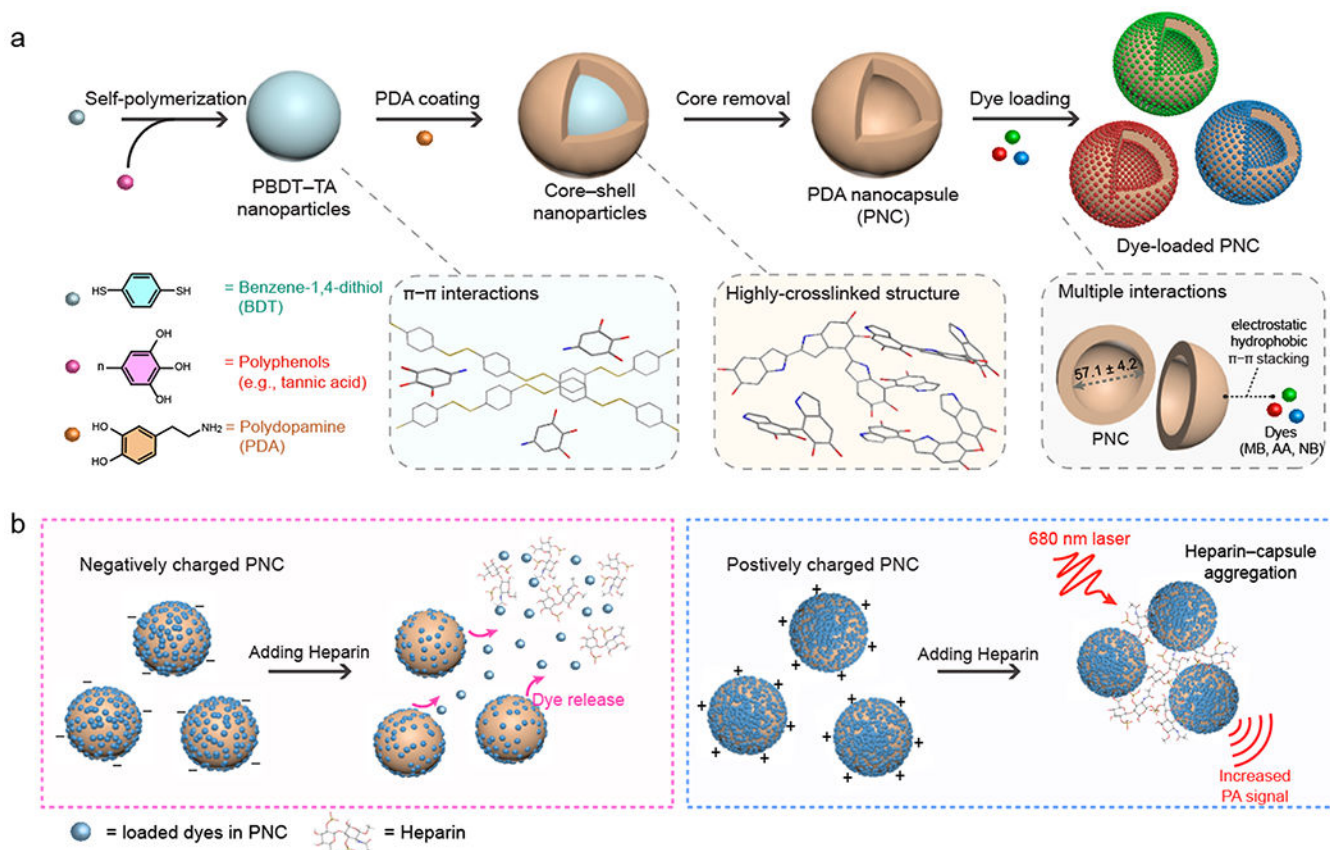 a
Self-polymerization
PDA coating
Core removal
Dye loading
PBDT–TA
nanoparticles
Core–shell
nanoparticles
PDA nanocapsule
(PNC)
Dye-loaded PNC
HS
SH
= Benzene-1,4-dithiol
(BDT)
OH
n
OH
OH
= Polyphenols
(e.g., tannic acid)
HO
HO
NH2
= Polydopamine
(PDA)
π–π interactions
Highly-crosslinked structure
Multiple interactions
57.1 ± 4.2
PNC
electrostatic
hydrophobic
π–π stacking
Dyes
(MB, AA, NB)
b
Negatively charged PNC
Adding Heparin
Dye release
Postively charged PNC
Adding Heparin
680 nm laser
Heparin–capsule
aggregation
Increased
PA signal
= loaded dyes in PNC
= Heparin